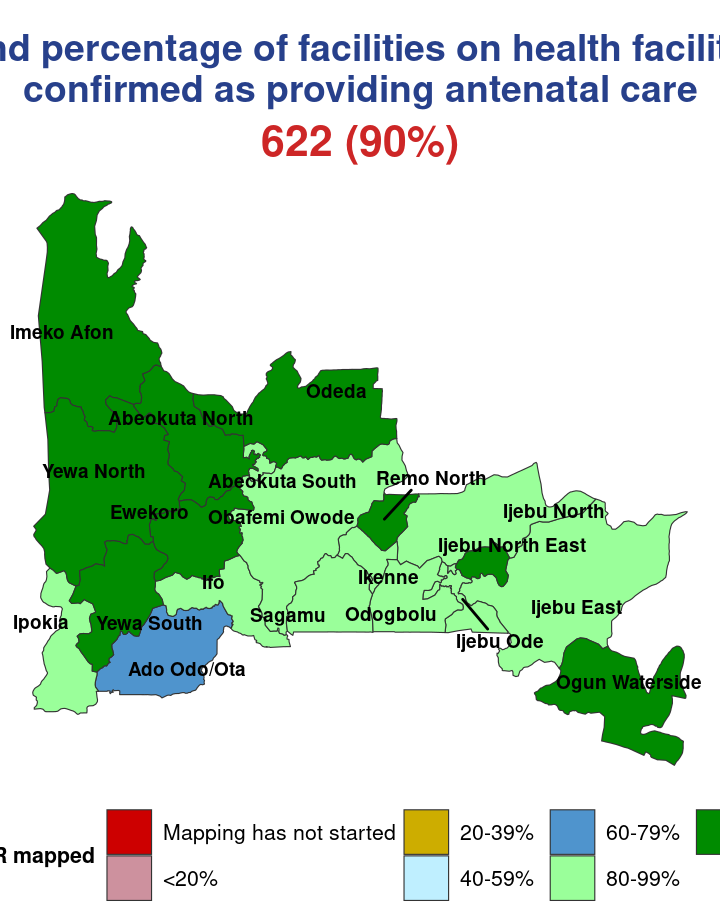 nd percentage of facilities on health facilit
confirmed as providing antenatal care
622 (90%)
Imeko Afon
Odeda
Abeokuta North
Yewa North
Abeokuta South
Remo North
Ewekoro
Obafemi Owode
Ijebu North
Ijebu North East
Ifo
Ikenne
Ipokia
Yewa South
Sagamu
Odogbolu
Ijebu East
Ijebu Ode
Ado Odo/Ota
Ogun Waterside
R mapped
Mapping has not started
20-39%
60-79%
<20%
40-59%
80-99%